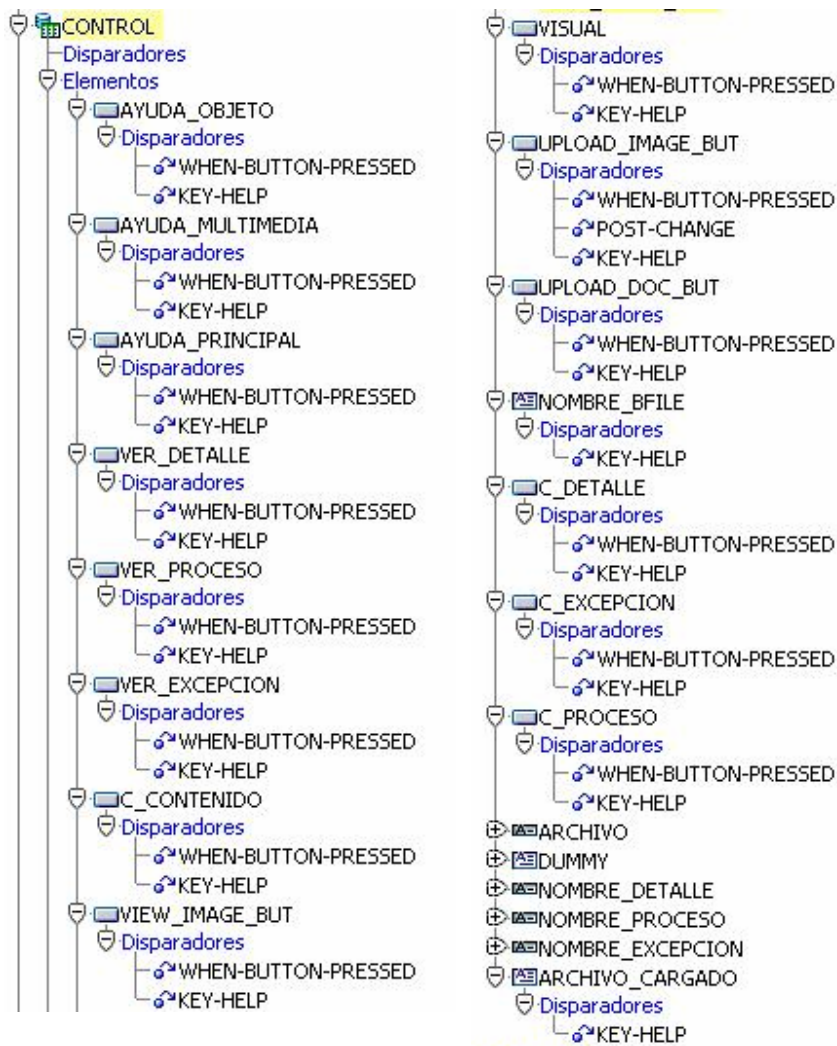 CONTROL
Disparadores
Elementos
AYUDA_OBJETO
Disparadores
WHEN-BUTTON-PRESSED
KEY-HELP
AYUDA_MULTIMEDIA
Disparadores
WHEN-BUTTON-PRESSED
KEY-HELP
AYUDA_PRINCIPAL
Disparadores
WHEN-BUTTON-PRESSED
KEY-HELP
VER_DETALLE
Disparadores
WHEN-BUTTON-PRESSED
KEY-HELP
VER_PROCESO
Disparadores
WHEN-BUTTON-PRESSED
KEY-HELP
VER_EXCEPCION
Disparadores
WHEN-BUTTON-PRESSED
KEY-HELP
C_CONTENIDO
Disparadores
WHEN-BUTTON-PRESSED
KEY-HELP
VIEW_IMAGE_BUT
Disparadores
WHEN-BUTTON-PRESSED
KEY-HELP
VISUAL
Disparadores
WHEN-BUTTON-PRESSED
KEY-HELP
UPLOAD_IMAGE_BUT
Disparadores
WHEN-BUTTON-PRESSED
POST-CHANGE
KEY-HELP
UPLOAD_DOC_BUT
Disparadores
WHEN-BUTTON-PRESSED
KEY-HELP
NOMBRE_BFILE
Disparadores
KEY-HELP
C_DETALLE
Disparadores
WHEN-BUTTON-PRESSED
KEY-HELP
C_EXCEPCION
Disparadores
WHEN-BUTTON-PRESSED
KEY-HELP
C_PROCESO
Disparadores
WHEN-BUTTON-PRESSED
KEY-HELP
ARCHIVO
DUMMY
NOMBRE_DETALLE
NOMBRE_PROCESO
NOMBRE_EXCEPCION
ARCHIVO_CARGADO
Disparadores
KEY-HELP